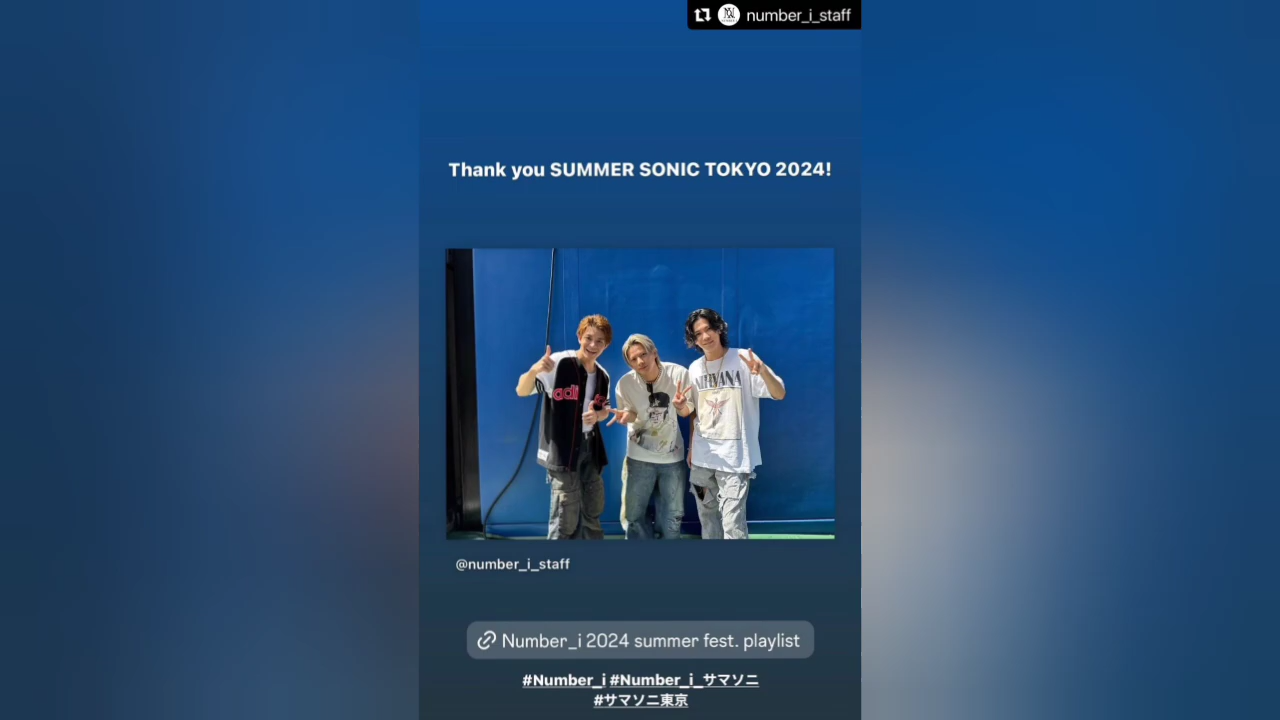 number_i_staff
Thank you SUMMER SONIC TOKYO 2024!
NIRVANA
@number_i_staff
Number_i 2024 summer fest. playlist
#Number_i #Number_i_サマソニ
#サマソニ東京